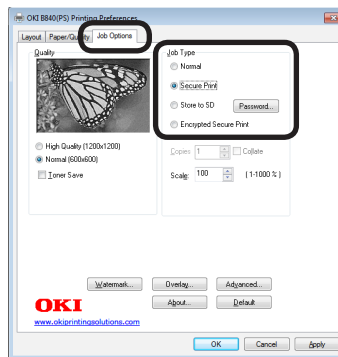 OKI B840(PS) Printing Preferences
Layout Paper/Quality Job Options
Quality
High Quality (1200x1200)
Normal (600x600)
Toner Save
Job Type
Normal
Secure Print
Store to SD Password...
Encrypted Secure Print
Copies 1 Collate
Scale: 100 (1-1000 %)
Watermark... Overlay... Advanced...
About... Default
OKI
www.okiprintingsolutions.com
OK Cancel Apply